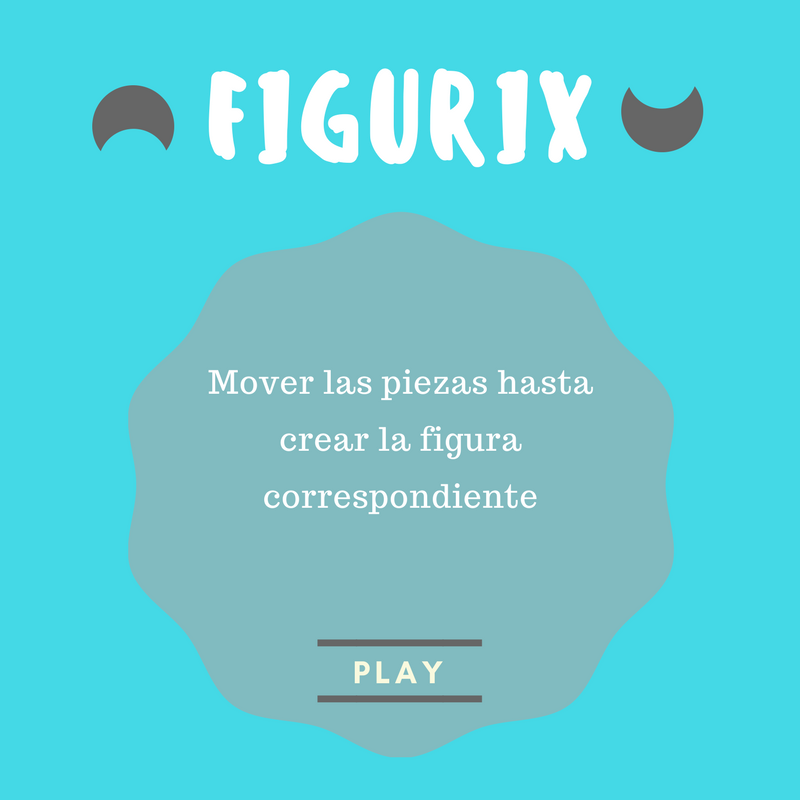 FIGURIX
Mover las piezas hasta
crear la figura
correspondiente
PLAY